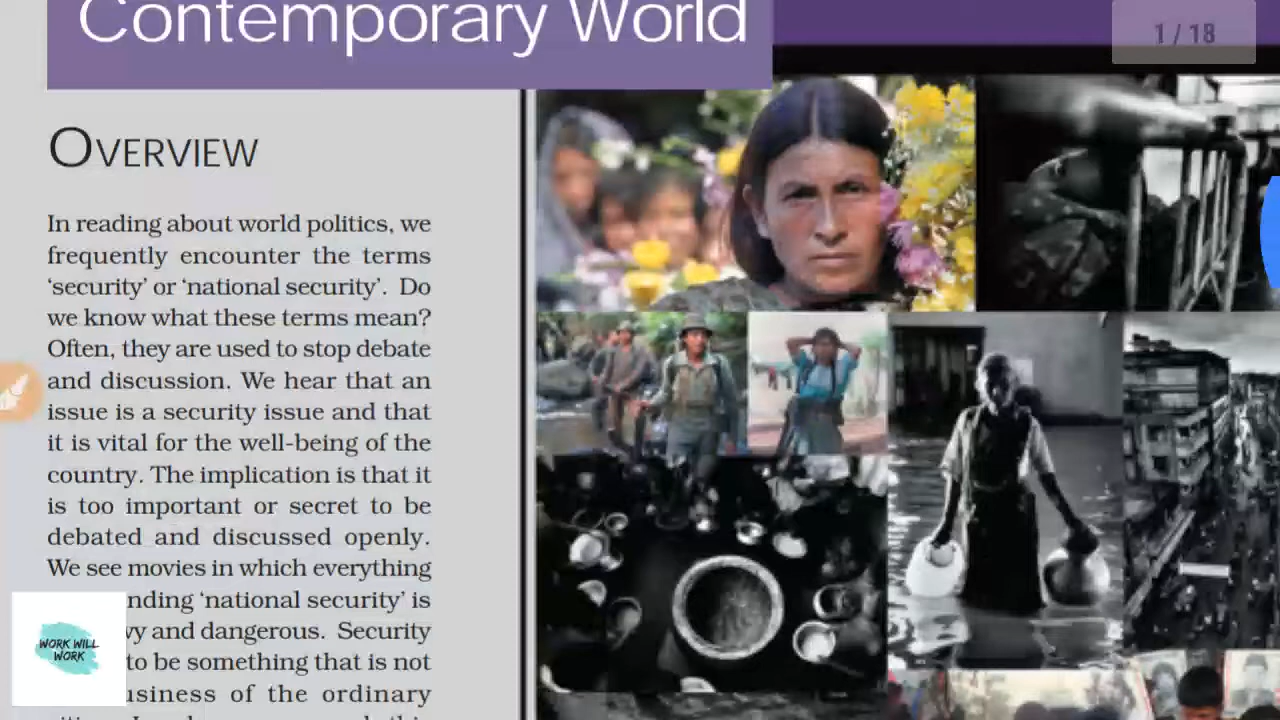 Contemporary World
1 / 18
OVERVIEW
In reading about world politics, we
frequently encounter the terms
‘security’ or ‘national security’. Do
we know what these terms mean?
Often, they are used to stop debate
and discussion. We hear that an
issue is a security issue and that
it is vital for the well-being of the
country. The implication is that it
is too important or secret to be
debated and discussed openly.
We see movies in which everything
nding ‘national security’ is
vy and dangerous. Security
to be something that is not
usiness of the ordinary
WORK WILL
WORK